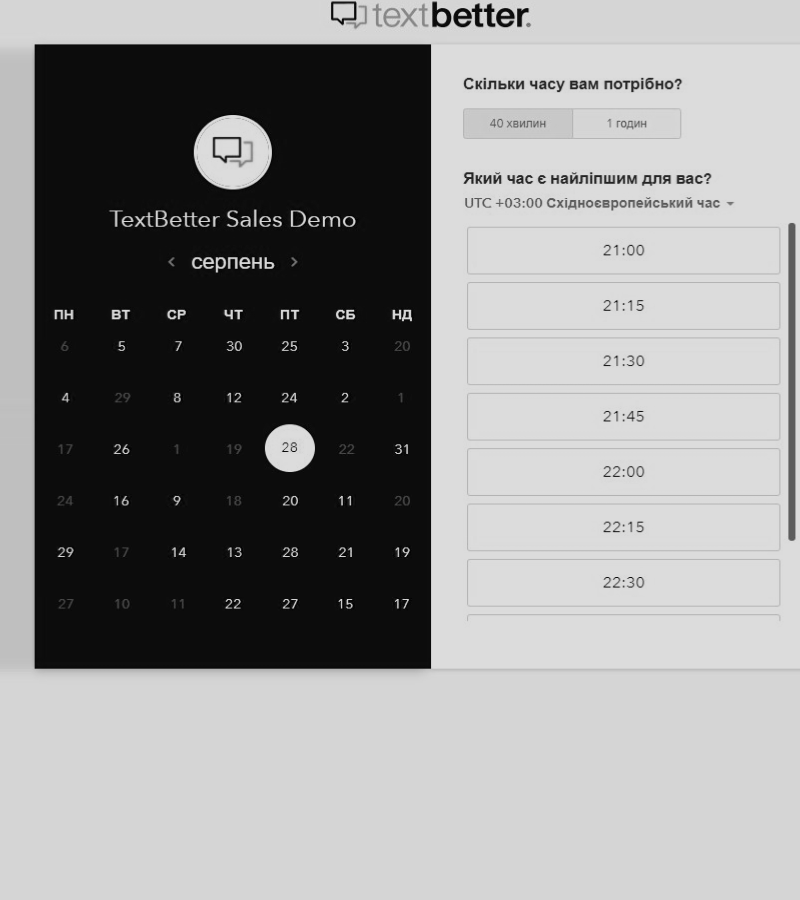 textbetter.
TextBetter Sales Demo
‹ серпень ›
ПН ВТ СР ЧТ ПТ СБ НД
6 5 7 30 25 3 20
4 29 8 12 24 2 1
17 26 1 19 28 22 31
24 16 9 18 20 11 20
29 17 14 13 28 21 19
27 10 11 22 27 15 17
Скільки часу вам потрібно?
40 хвилин 1 годин
Який час є найліпшим для вас?
UTC +03:00 Східноєвропейський час
21:00
21:15
21:30
21:45
22:00
22:15
22:30